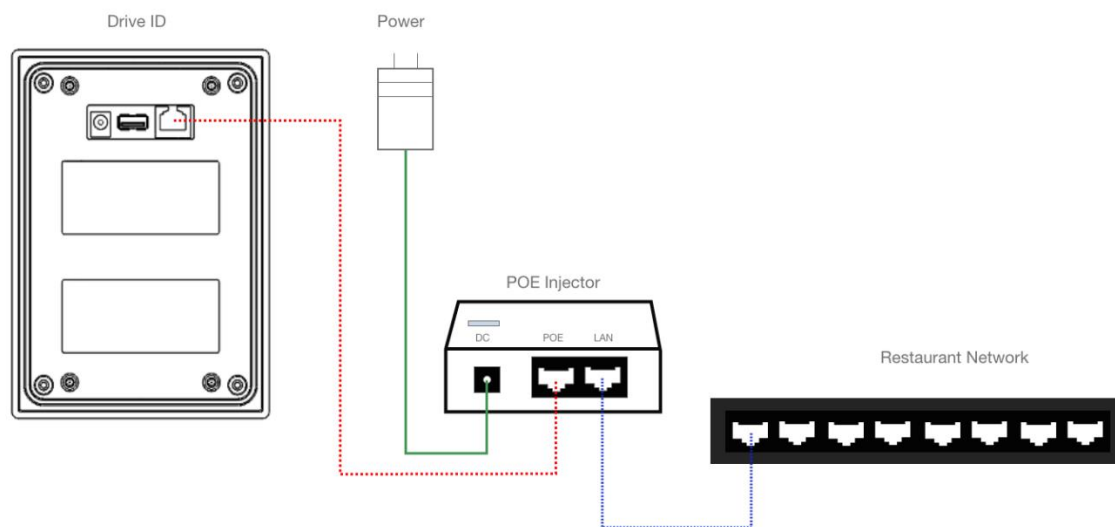 Drive ID
Power
POE Injector
DC
POE
LAN
Restaurant Network